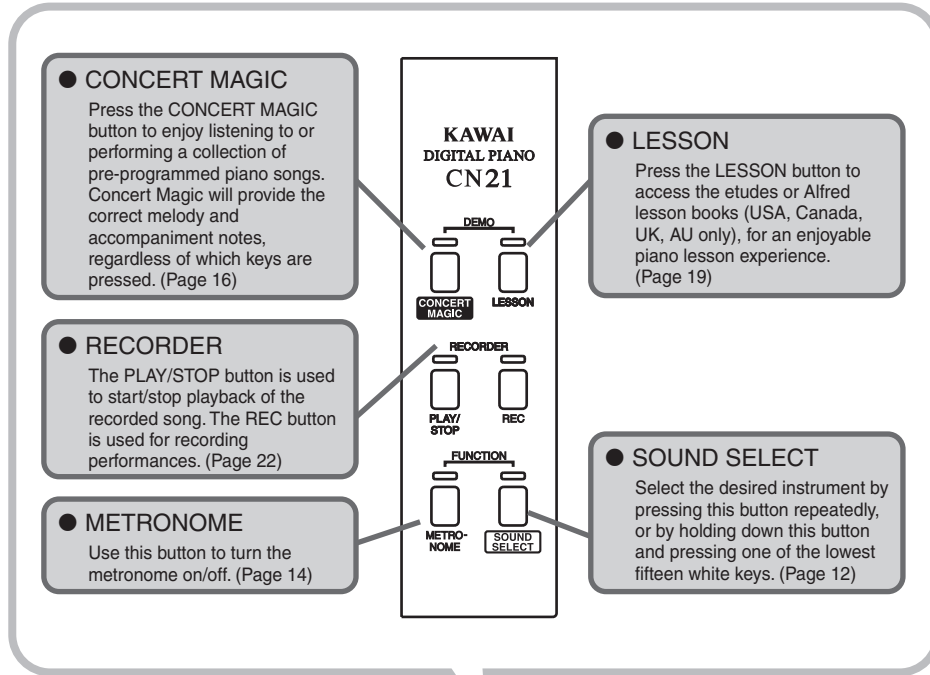 ● CONCERT MAGIC
Press the CONCERT MAGIC
button to enjoy listening to or
performing a collection of
pre-programmed piano songs.
Concert Magic will provide the
correct melody and
accompaniment notes,
regardless of which keys are
pressed. (Page 16)
● RECORDER
The PLAY/STOP button is used
to start/stop playback of the
recorded song. The REC button
is used for recording
performances. (Page 22)
● METRONOME
Use this button to turn the
metronome on/off. (Page 14)
KAWAI
DIGITAL PIANO
CN21
DEMO
CONCERT
MAGIC
LESSON
RECORDER
PLAY/
STOP
REC
FUNCTION
METRO-
NOME
SOUND
SELECT
● LESSON
Press the LESSON button to
access the etudes or Alfred
lesson books (USA, Canada,
UK, AU only), for an enjoyable
piano lesson experience.
(Page 19)
● SOUND SELECT
Select the desired instrument by
pressing this button repeatedly,
or by holding down this button
and pressing one of the lowest
fifteen white keys. (Page 12)